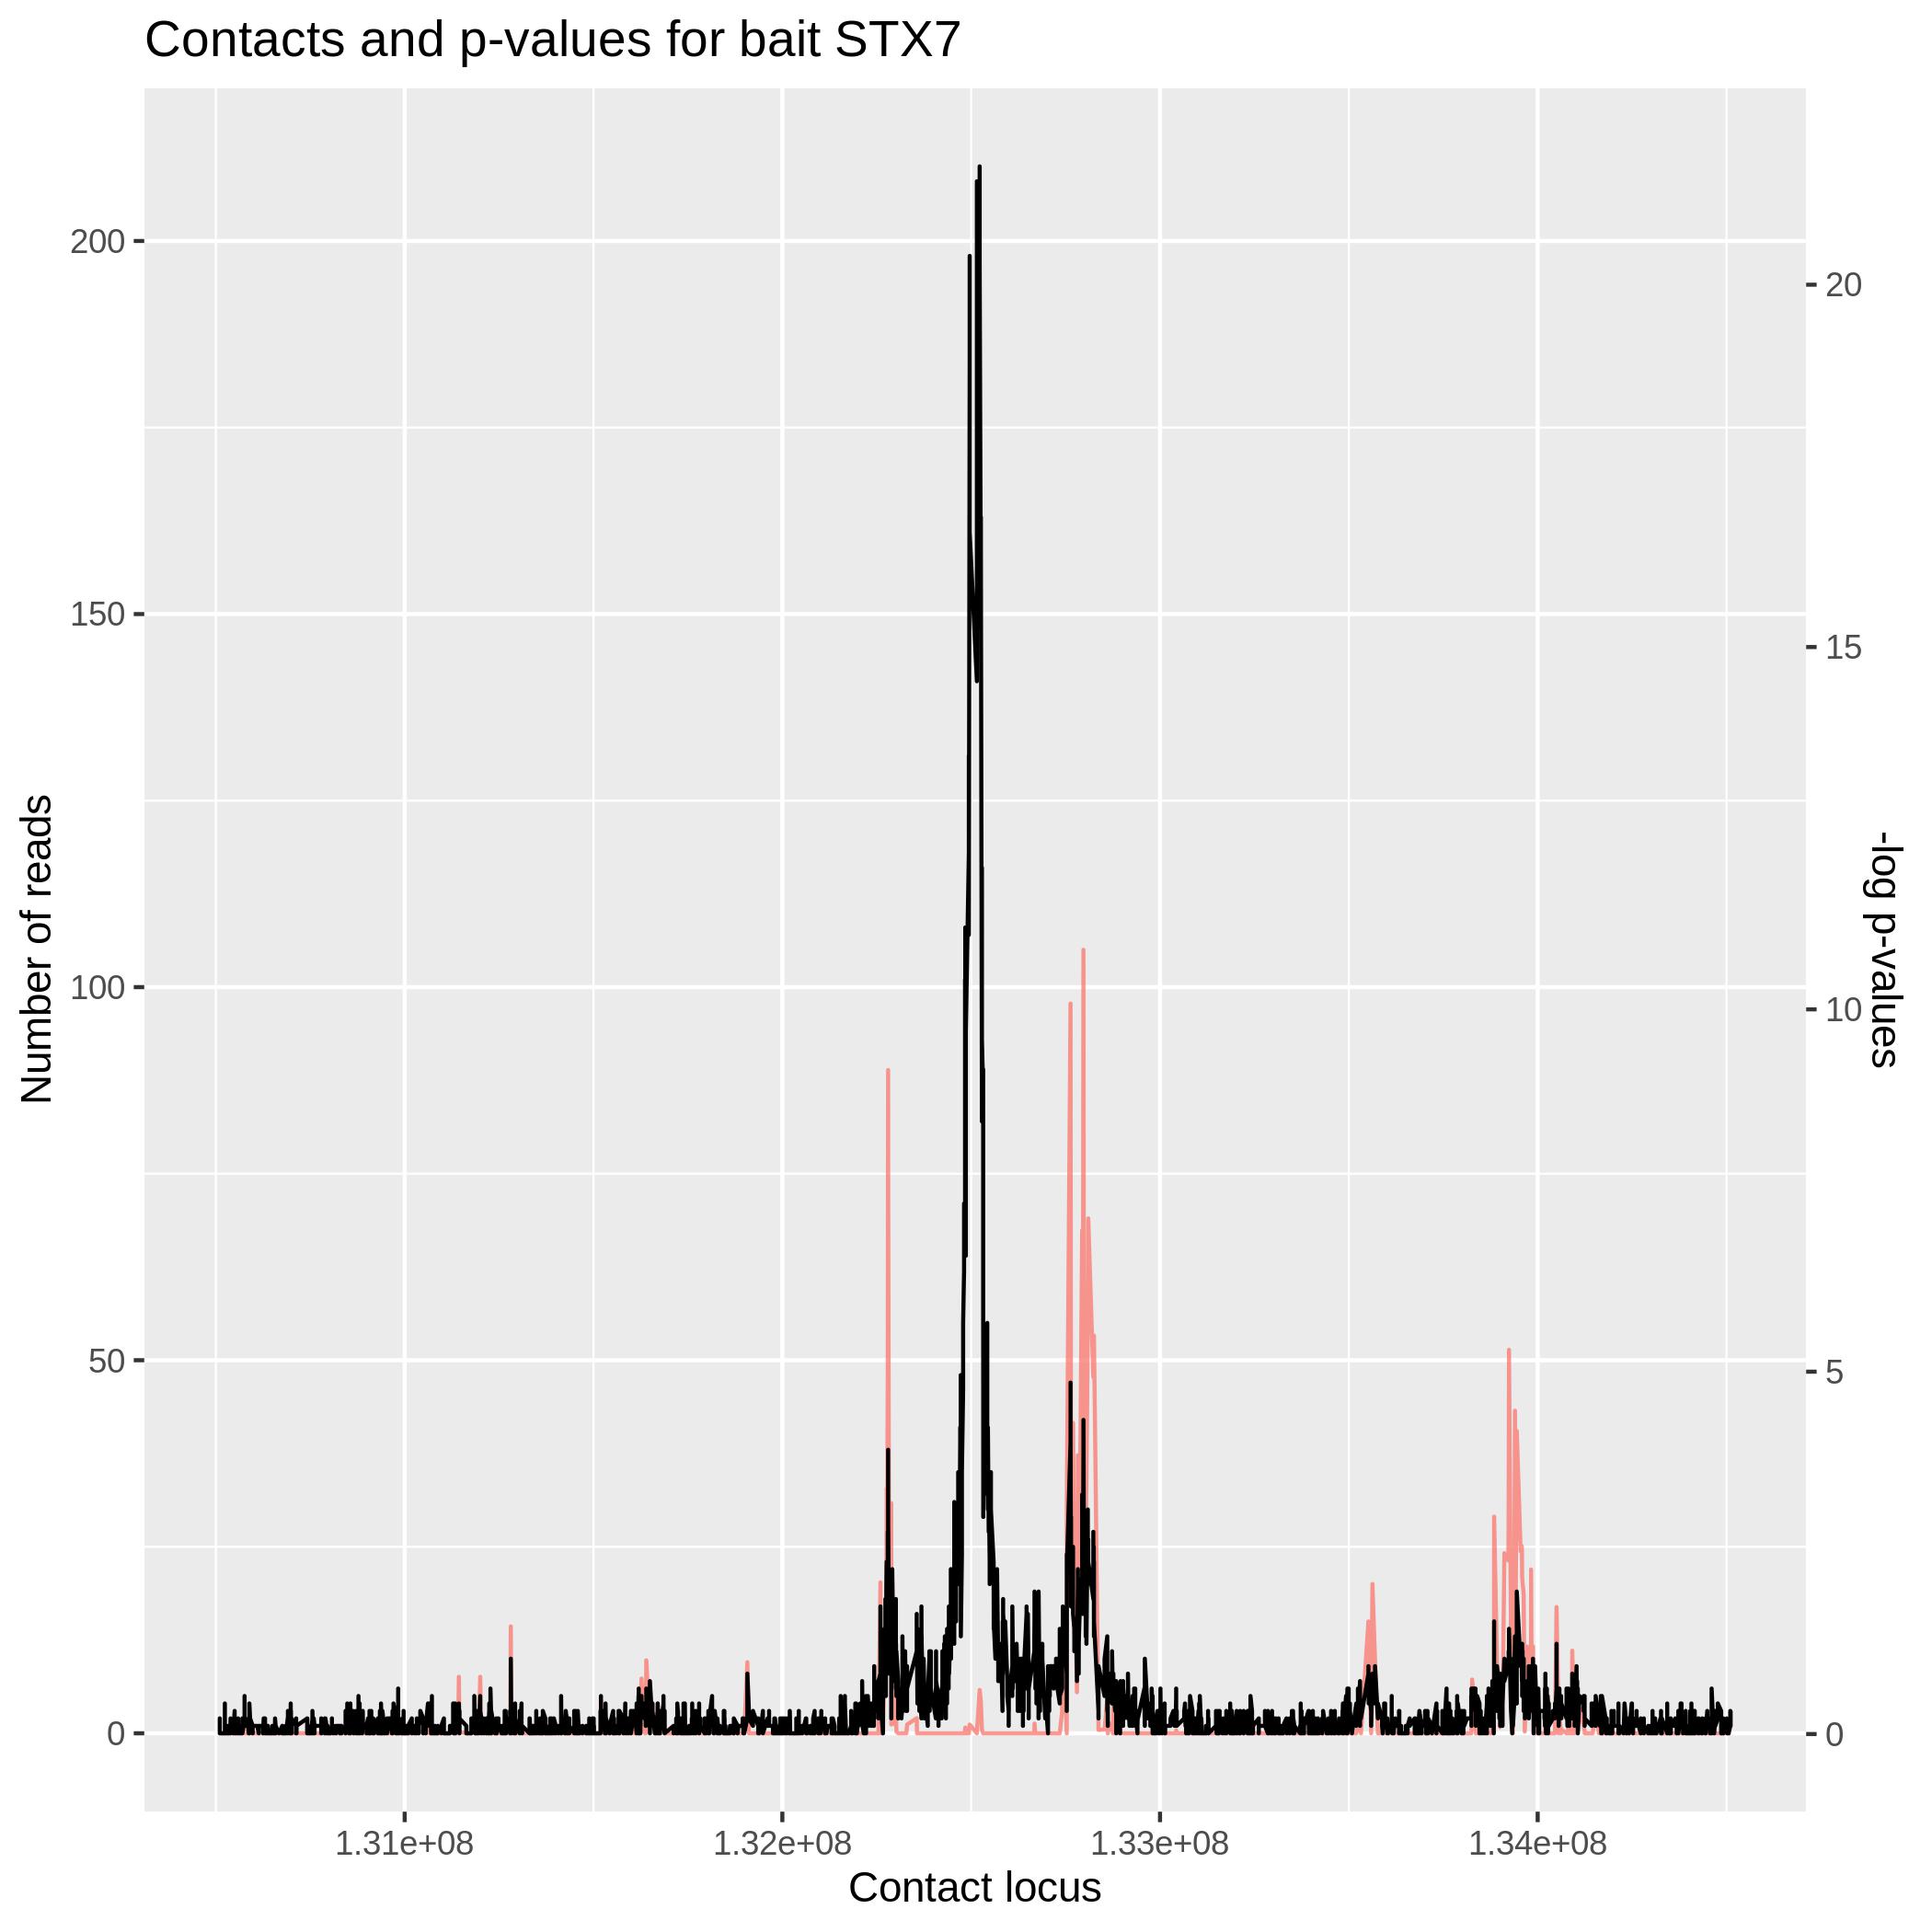 Contacts and p-values for bait STX7
200
150
100
50
0
Number of reads
20
15
10
5
0
-log p-values
1.31e+08
1.32e+08
1.33e+08
1.34e+08
Contact locus